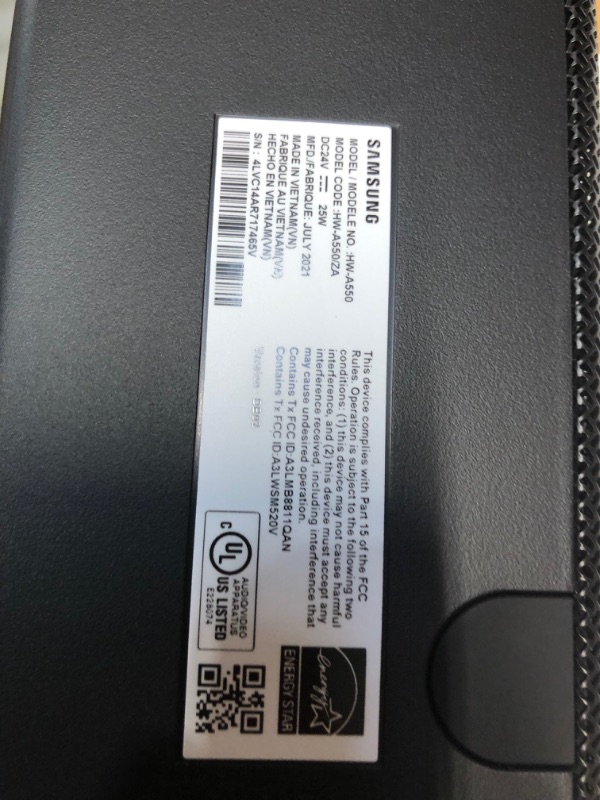 SAMSUNG
MODEL / MODELE NO. :HW-A550
MODEL CODE :HW-A550/ZA
DC24V ⎓ 25W
MFD/FABRIQUE: JULY 2021
MADE IN VIETNAM(VN)
FABRIQUE AU VIETNAM(VN)
HECHO EN VIETNAM(VN)
S/N : 4LVC14AR717465V
This device complies with Part 15 of the FCC
Rules. Operation is subject to the following two
conditions: (1) this device may not cause harmful
interference, and (2) this device must accept any
interference received, including interference that
may cause undesired operation.
Contains Tx FCC ID:A3LMB8811QAN
Contains Tx FCC ID:A3LWSM520V
Version
C UL US LISTED
AUDIO/VIDEO
APPARATUS
E226074
energy
ENERGY STAR